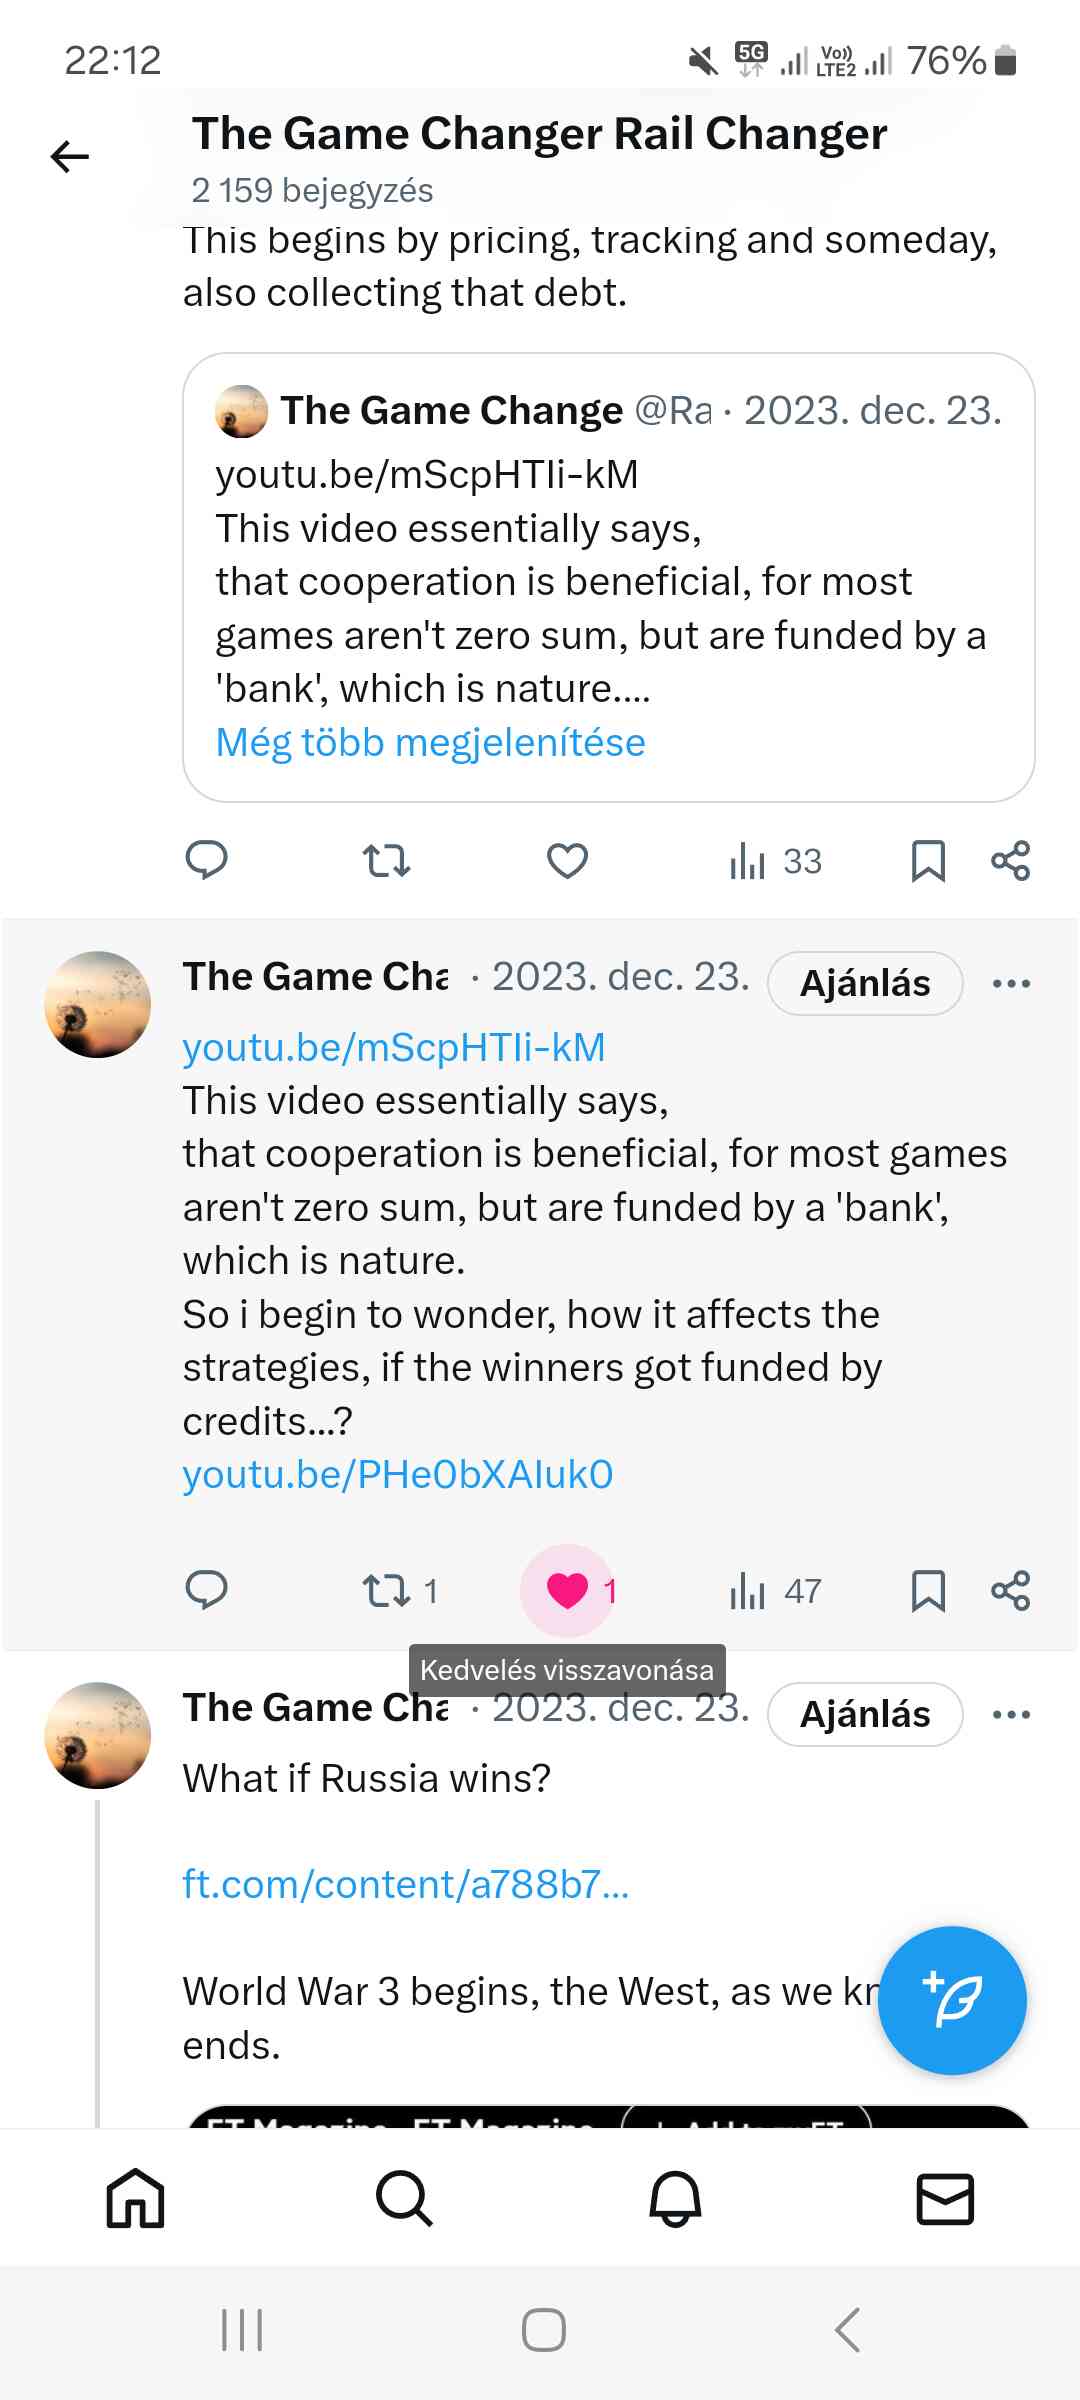 22:12
5G
Vo))
LTE2
76%
The Game Changer Rail Changer
2 159 bejegyzés
This begins by pricing, tracking and someday,
also collecting that debt.
The Game Change @Ra · 2023. dec. 23.
youtu.be/mScpHTIi-kM
This video essentially says,
that cooperation is beneficial, for most
games aren't zero sum, but are funded by a
'bank', which is nature....
Még több megjelenítése
33
The Game Cha · 2023. dec. 23.
Ajánlás
youtu.be/mScpHTIi-kM
This video essentially says,
that cooperation is beneficial, for most games
aren't zero sum, but are funded by a 'bank',
which is nature.
So i begin to wonder, how it affects the
strategies, if the winners got funded by
credits...?
youtu.be/PHe0bXAIuk0
1
1
47
Kedvelés visszavonása
The Game Cha · 2023. dec. 23.
Ajánlás
What if Russia wins?
ft.com/content/a788b7...
World War 3 begins, the West, as we kn
ends.
FT Magazine FT Magazine
Add to myFT